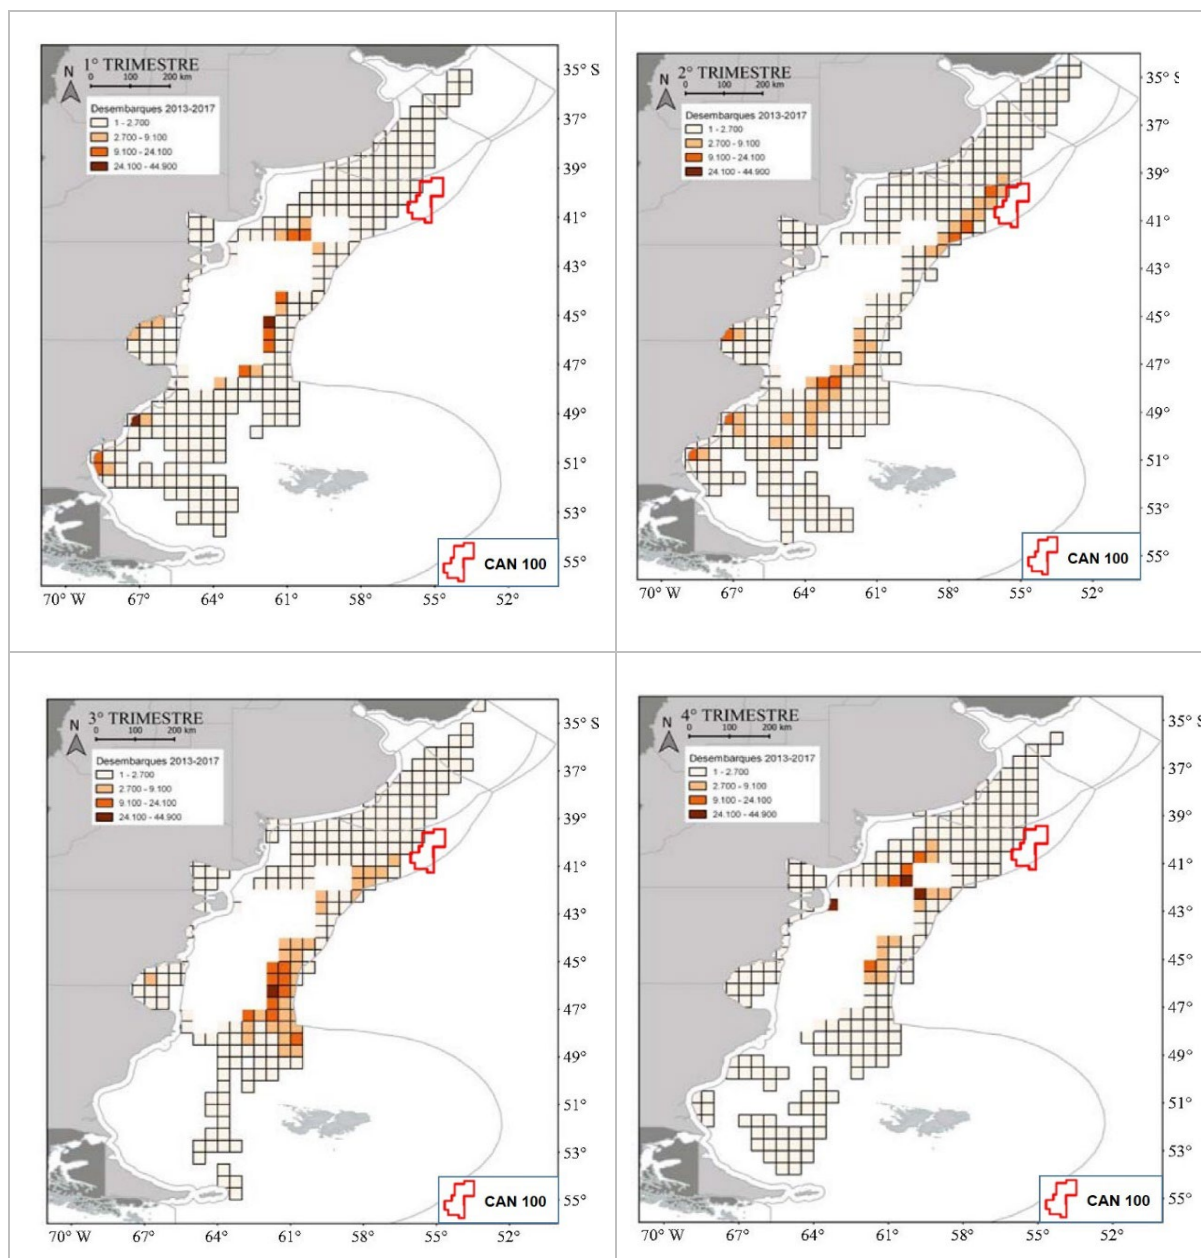 1° TRIMESTRE
N
0 100 200 km
Desembarques 2013-2017
1 - 2.700
2.700 - 9.100
9.100 - 24.100
24.100 - 44.900
35° S
37°
39°
41°
43°
45°
47°
49°
51°
53°
55°
CAN 100
70° W 67° 64° 61° 58° 55° 52°
2° TRIMESTRE
N
0 100 200 km
Desembarques 2013-2017
1 - 2.700
2.700 - 9.100
9.100 - 24.100
24.100 - 44.900
35° S
37°
39°
41°
43°
45°
47°
49°
51°
53°
55°
CAN 100
70° W 67° 64° 61° 58° 55° 52°
3° TRIMESTRE
N
0 100 200 km
Desembarques 2013-2017
1 - 2.700
2.700 - 9.100
9.100 - 24.100
24.100 - 44.900
35° S
37°
39°
41°
43°
45°
47°
49°
51°
53°
55°
CAN 100
70° W 67° 64° 61° 58° 55° 52°
4° TRIMESTRE
N
0 100 200 km
Desembarques 2013-2017
1 - 2.700
2.700 - 9.100
9.100 - 24.100
24.100 - 44.900
35° S
37°
39°
41°
43°
45°
47°
49°
51°
53°
55°
CAN 100
70° W 67° 64° 61° 58° 55° 52°